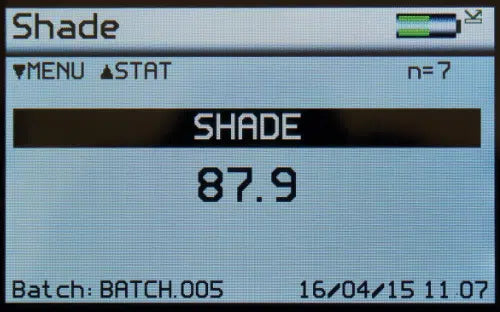 Shade
▼MENU ▲STAT n=7
SHADE
87.9
Batch: BATCH.005 16/04/15 11 07